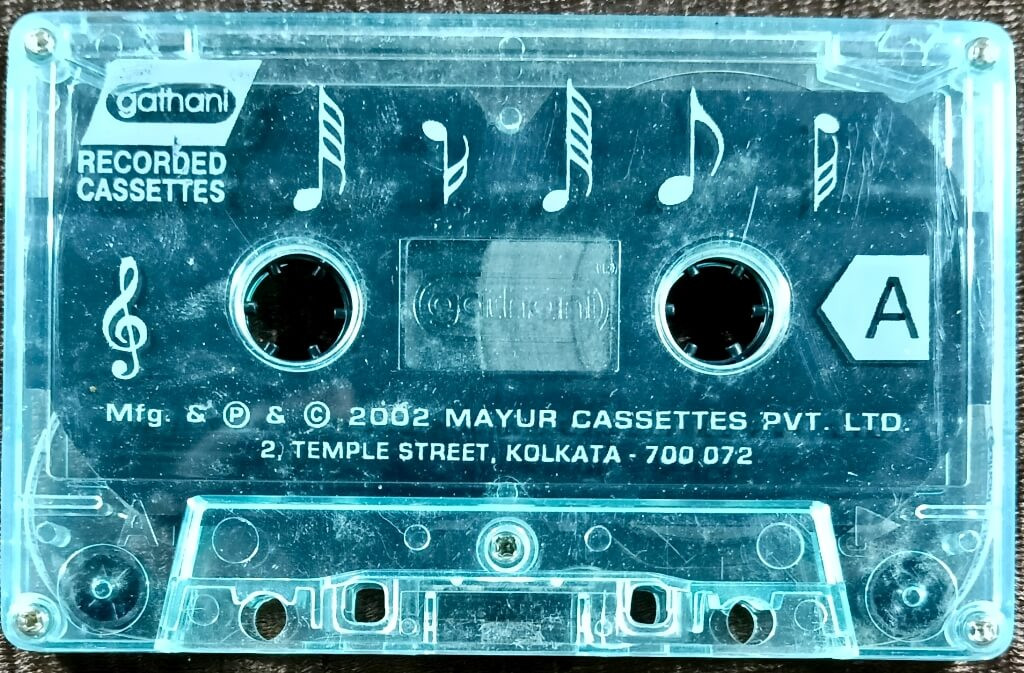 gathani
RECORDED
CASSETTES
(gathani)
A
Mfg. & ℗ & © 2002 MAYUR CASSETTES PVT. LTD.
2, TEMPLE STREET, KOLKATA - 700 072
A